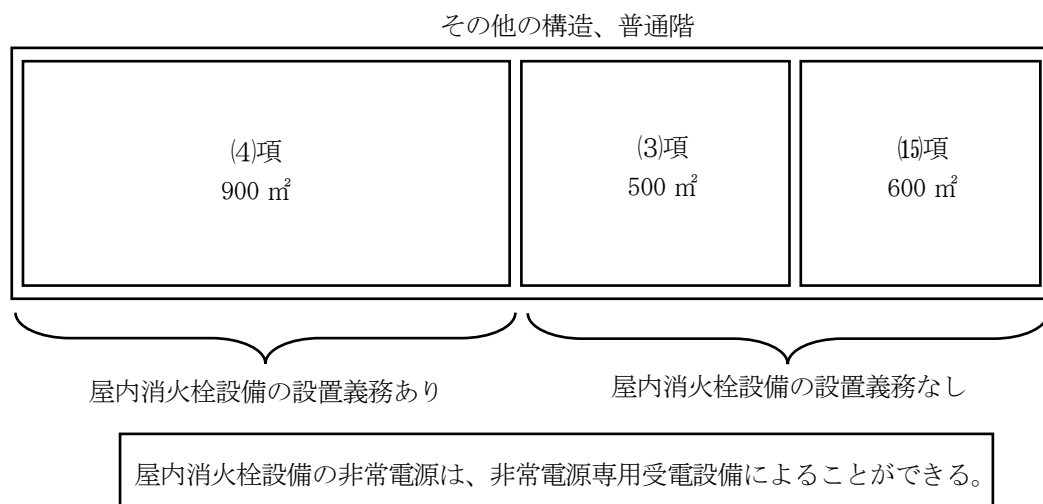 その他の構造、普通階
⑷項
900 ㎡
⑶項
500 ㎡
⒂項
600 ㎡
屋内消火栓設備の設置義務あり
屋内消火栓設備の設置義務なし
屋内消火栓設備の非常電源は、非常電源専用受電設備によることができる。